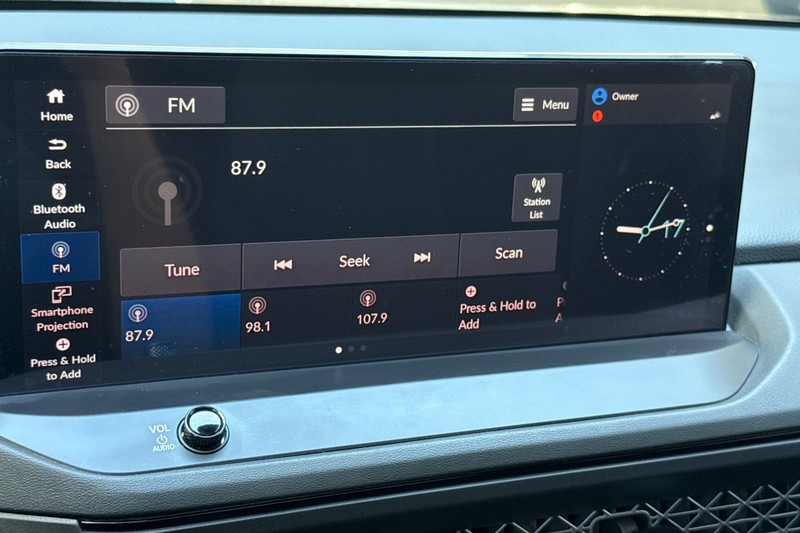 Home
Back
Bluetooth
Audio
FM
Smartphone
Projection
Press & Hold
to Add
FM
Menu
87.9
Station
List
Tune
Seek
Scan
87.9
98.1
107.9
Press & Hold to
Add
P
A
Owner
17
VOL
AUDIO